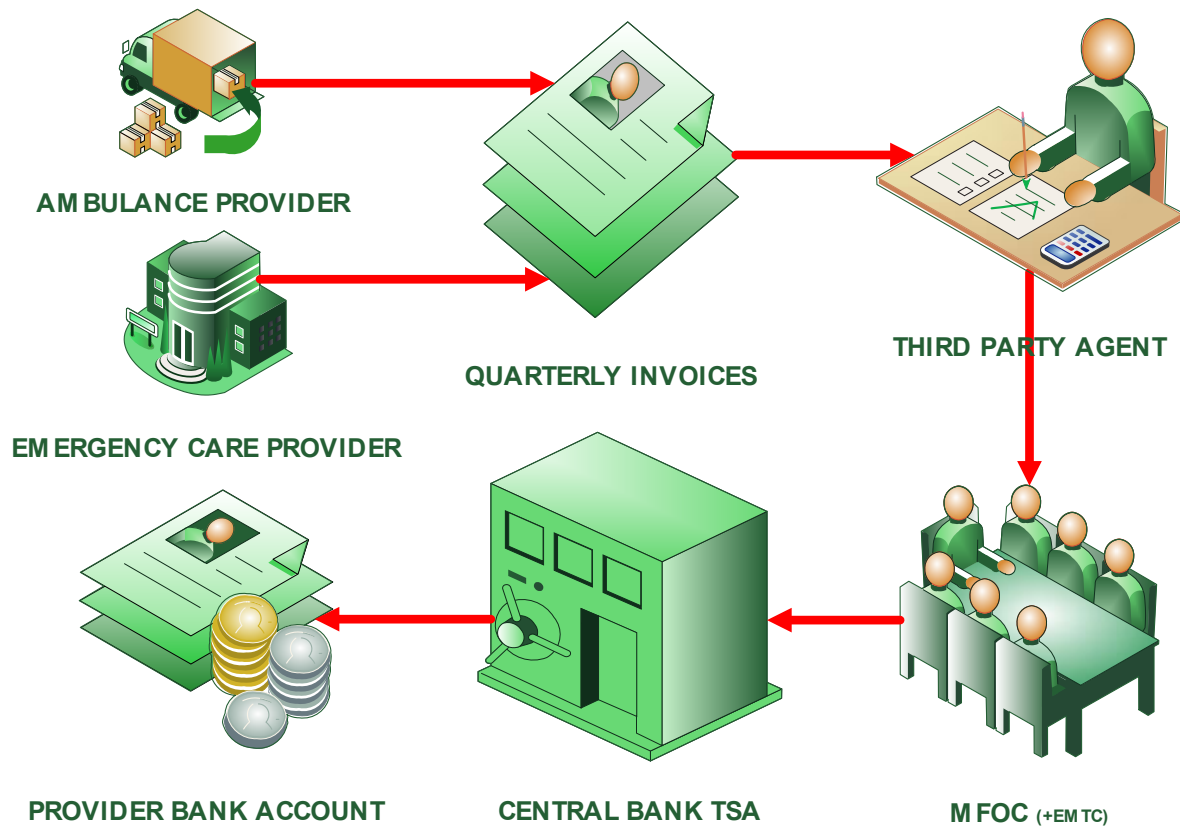 AMBULANCE PROVIDER
QUARTERLY INVOICES
THIRD PARTY AGENT
EMERGENCY CARE PROVIDER
PROVIDER BANK ACCOUNT
CENTRAL BANK TSA
MFOC (+EMTC)